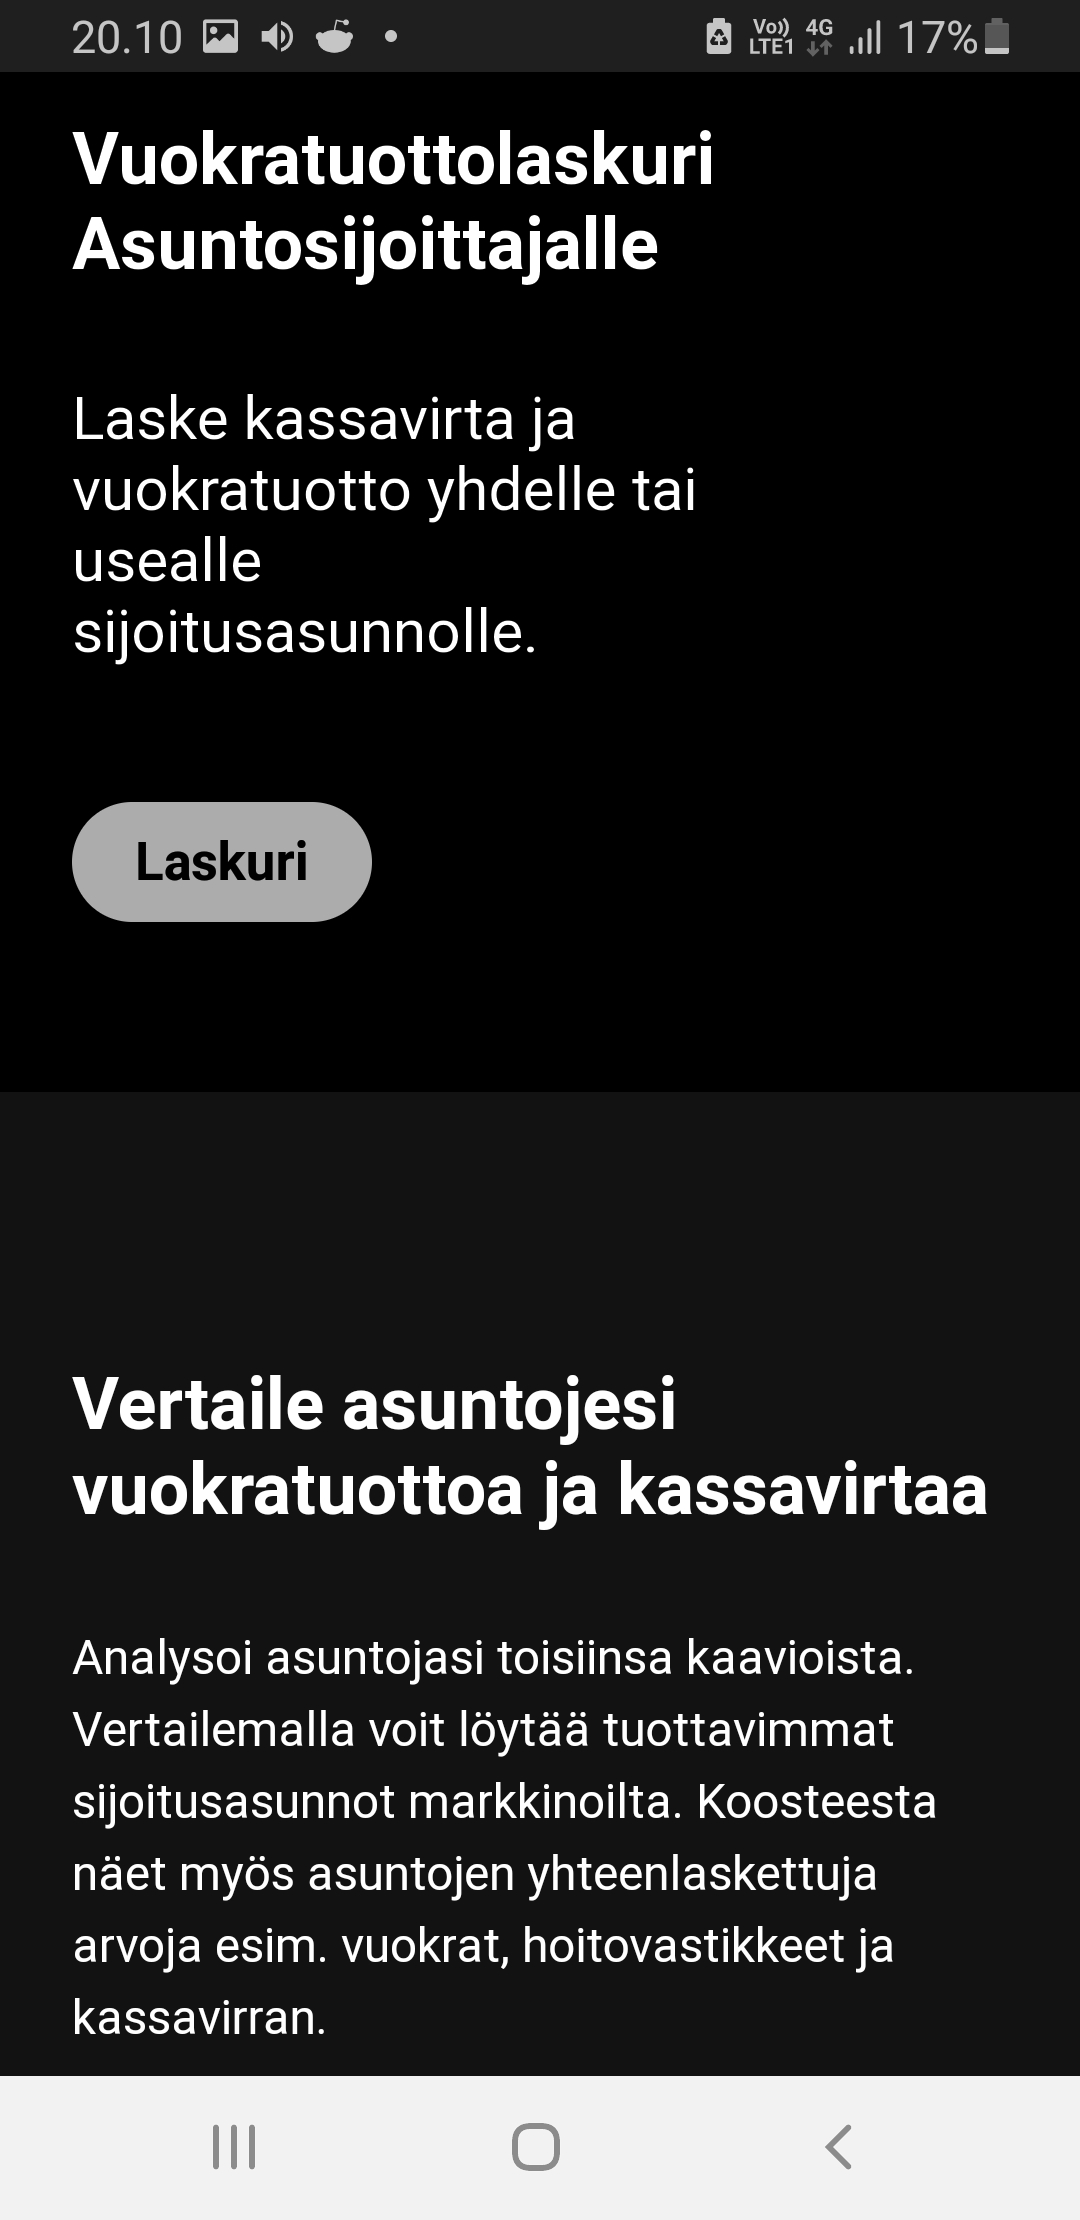 20.10
Vo)) LTE1 4G 17%
Vuokratuottolaskuri
Asuntosijoittajalle
Laske kassavirta ja
vuokratuotto yhdelle tai
usealle
sijoitusasunnolle.
Laskuri
Vertaile asuntojesi
vuokratuottoa ja kassavirtaa
Analysoi asuntojasi toisiinsa kaavioista.
Vertailemalla voit löytää tuottavimmat
sijoitusasunnot markkinoilta. Koosteesta
näet myös asuntojen yhteenlaskettuja
arvoja esim. vuokrat, hoitovastikkeet ja
kassavirran.